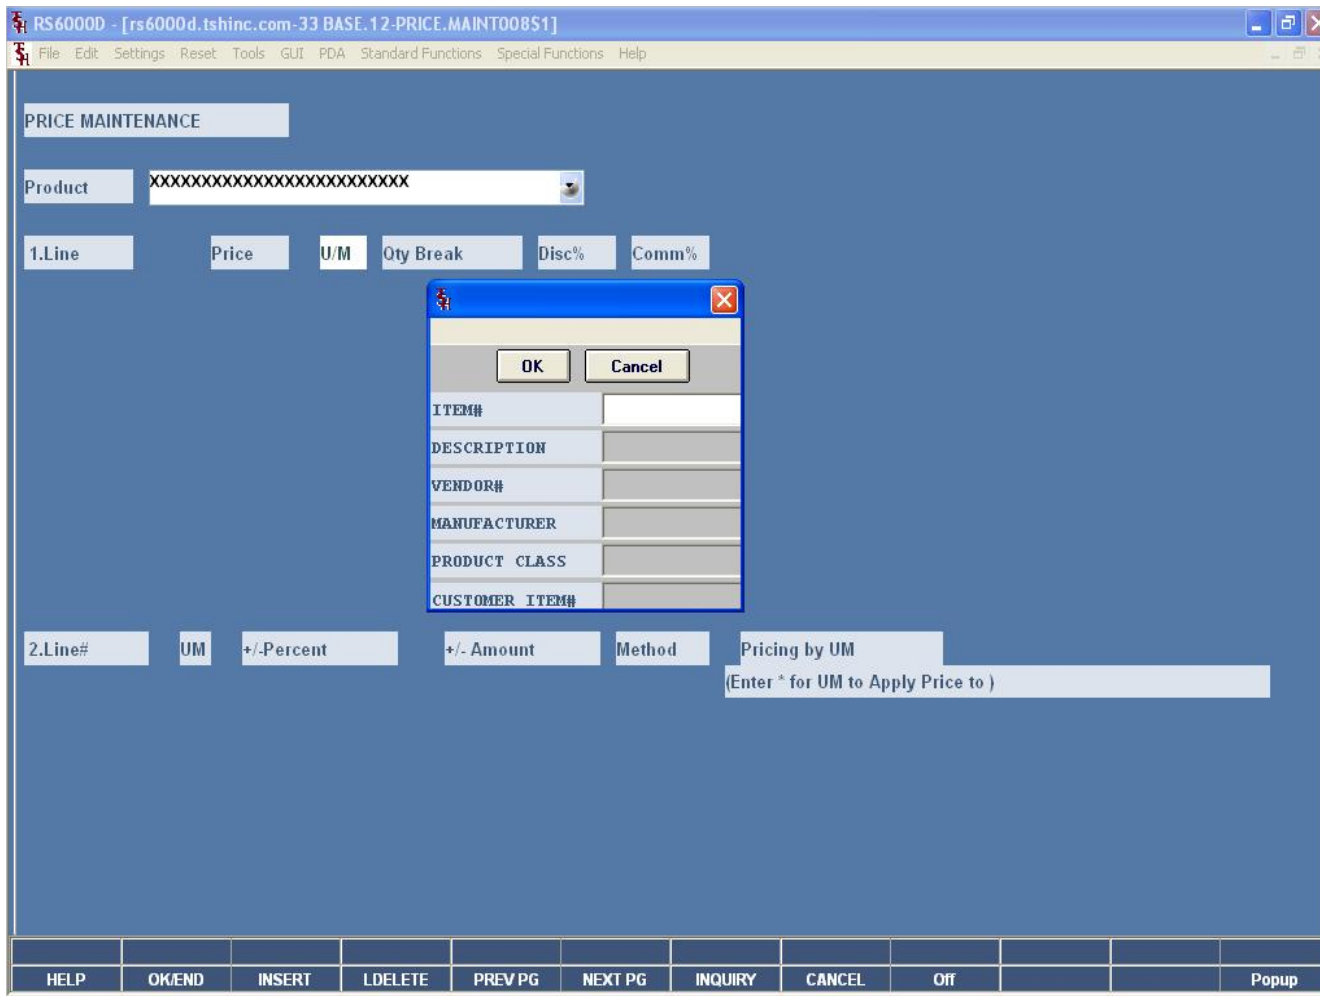 RS6000D - [rs6000d.tshinc.com-33 BASE.12-PRICE.MAINT008S1]
File Edit Settings Reset Tools GUI PDA Standard Functions Special Functions Help
PRICE MAINTENANCE
Product XXXXXXXXXXXXXXXXXXXXXXXXX
1.Line Price U/M Qty Break Disc% Comm%
OK Cancel
ITEM#
DESCRIPTION
VENDOR#
MANUFACTURER
PRODUCT CLASS
CUSTOMER ITEM#
2.Line# UM +/-Percent +/- Amount Method Pricing by UM
(Enter * for UM to Apply Price to )
HELP OK/END INSERT LDELETE PREV PG NEXT PG INQUIRY CANCEL Off Popup